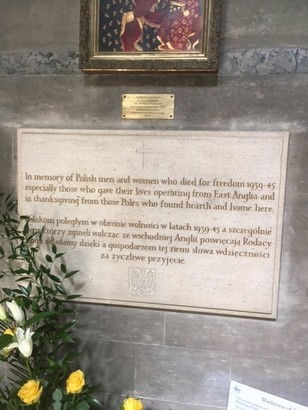 In memory of Polish men and women who died for freedom 1939-45
especially those who gave their lives operating from East Anglia and
in thanksgiving from those Poles who found hearth and home here.
Polakom poległym w obronie wolności w latach 1939-45 a szczególnie
zginęli walcząc ze wschodniej Anglii poświęcają Rodacy
składamy dzięki a gospodarzom tej ziemi słowa wdzięczności
za życzliwe przyjęcie.
Madonna